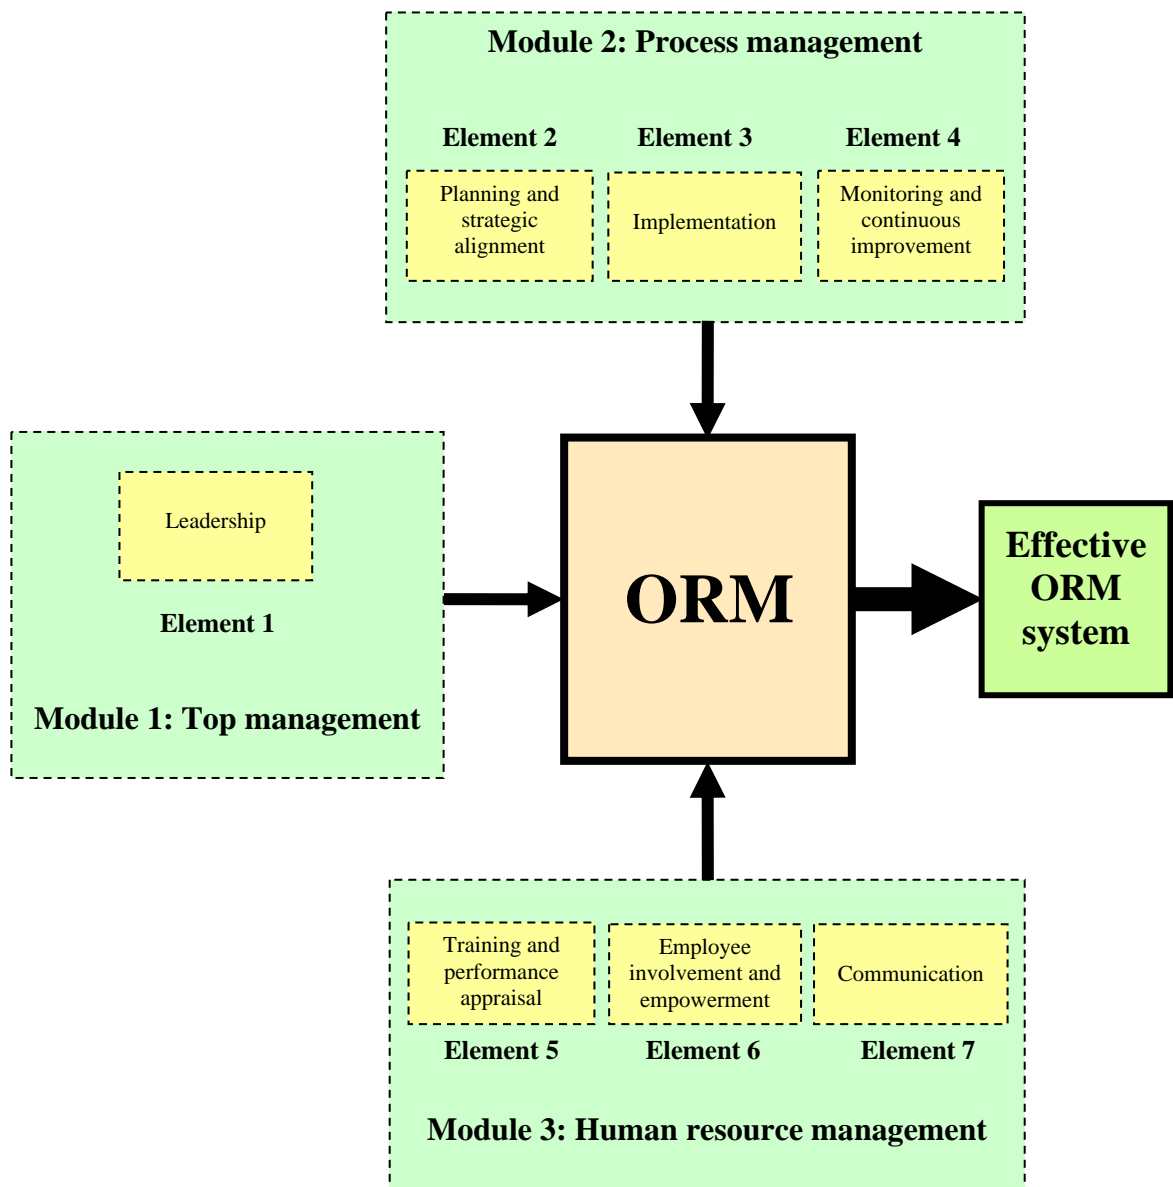 Module 2: Process management
Element 2
Element 3
Element 4
Planning and
strategic
alignment
Implementation
Monitoring and
continuous
improvement
Leadership
Element 1
Module 1: Top management
ORM
Effective
ORM
system
Training and
performance
appraisal
Employee
involvement and
empowerment
Communication
Element 5
Element 6
Element 7
Module 3: Human resource management